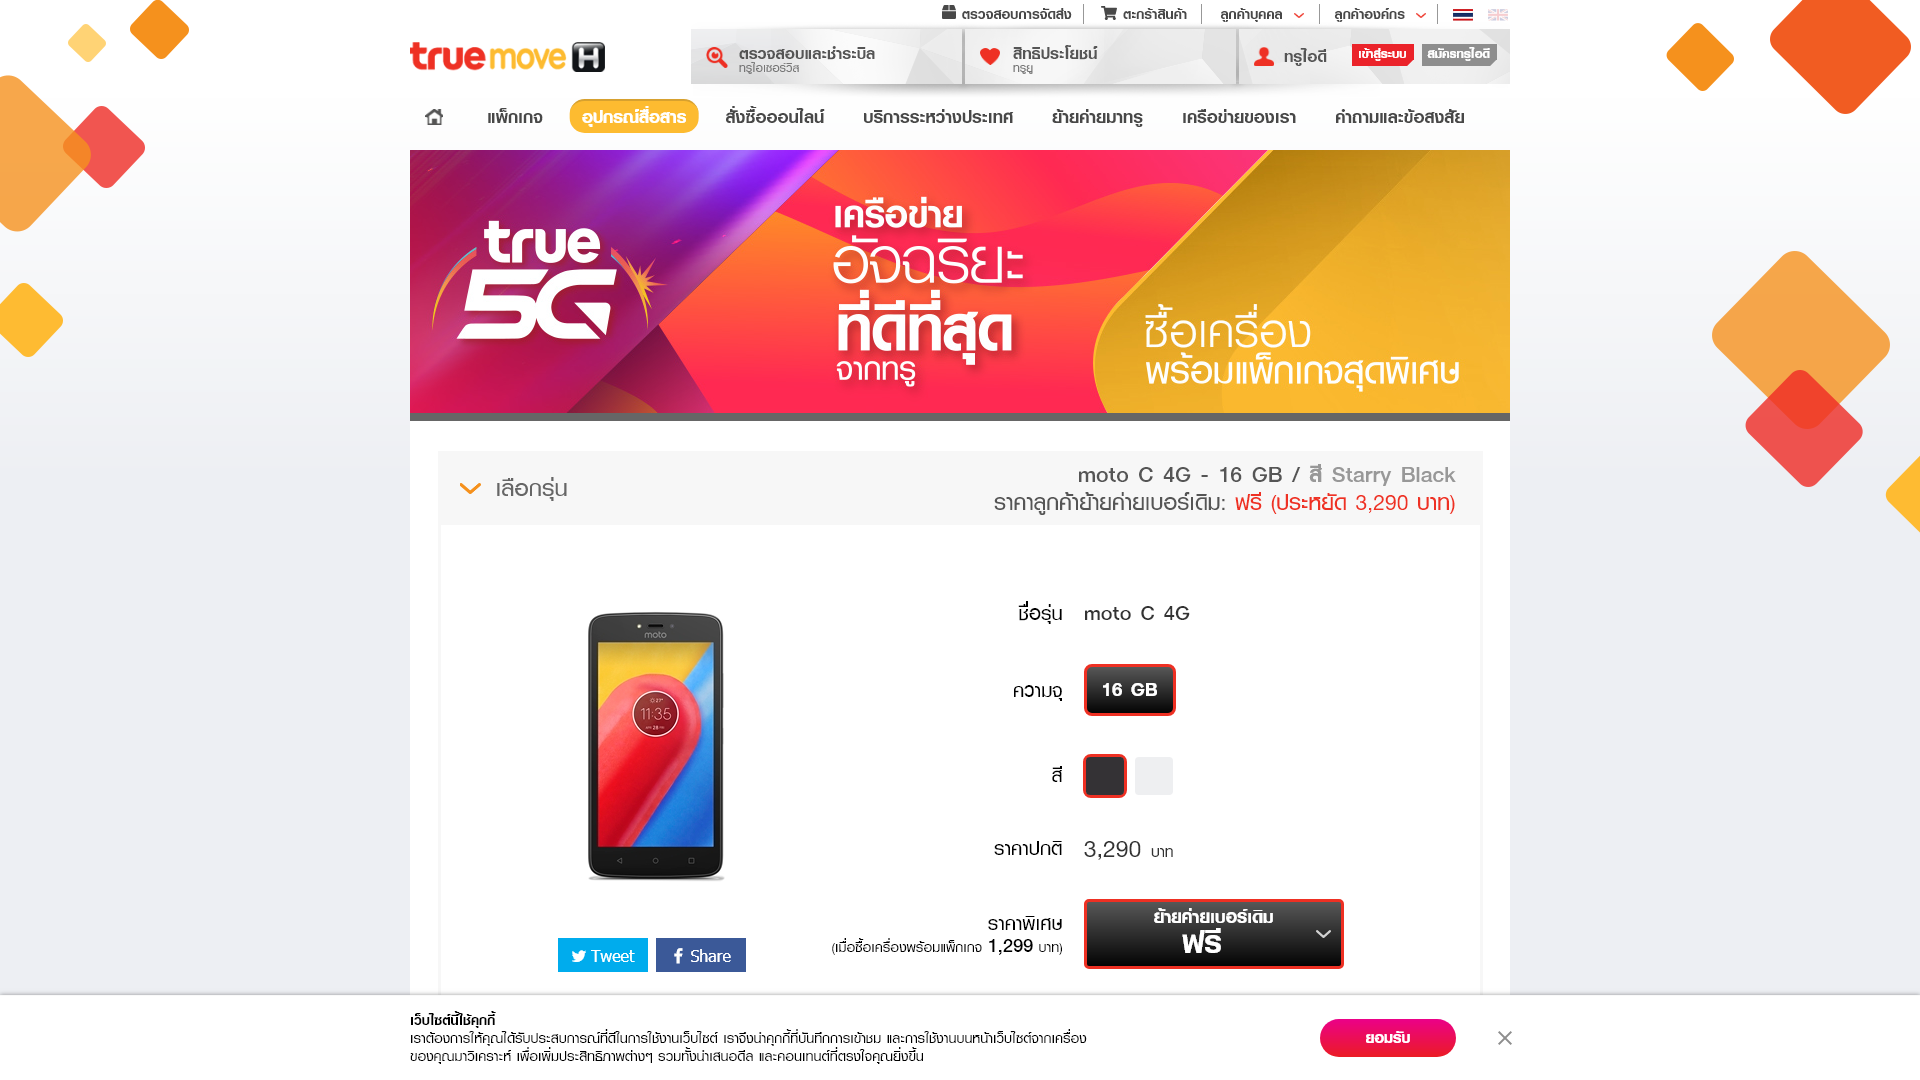 ตรวจสอบการจัดส่ง
ตะกร้าสินค้า
ลูกค้าบุคคล
ลูกค้าองค์กร
true move H
ตรวจสอบและชำระบิล
ทรูไอเซอร์วิส
สิทธิประโยชน์
ทรูยู
ทรูไอดี
เข้าสู่ระบบ
สมัครทรูไอดี
แพ็กเกจ
อุปกรณ์สื่อสาร
สั่งซื้อออนไลน์
บริการระหว่างประเทศ
ย้ายค่ายมาทรู
เครือข่ายของเรา
คำถามและข้อสงสัย
true
5G
เครือข่าย
อัจฉริยะ
ที่ดีที่สุด
จากทรู
ซื้อเครื่อง
พร้อมแพ็กเกจสุดพิเศษ
เลือกรุ่น
moto C 4G - 16 GB / สี Starry Black
ราคาลูกค้าย้ายค่ายเบอร์เดิม: ฟรี (ประหยัด 3,290 บาท)
moto
11:35
ชื่อรุ่น moto C 4G
ความจุ 16 GB
สี
ราคาปกติ 3,290 บาท
ราคาพิเศษ
(เมื่อซื้อเครื่องพร้อมแพ็กเกจ 1,299 บาท)
ย้ายค่ายเบอร์เดิม
ฟรี
Tweet
Share
เว็บไซต์นี้ใช้คุกกี้
เราต้องการให้คุณได้รับประสบการณ์ที่ดีในการใช้งานเว็บไซต์ เราจึงนำคุกกี้ที่บันทึกการเข้าชม และการใช้งานบนหน้าเว็บไซต์จากเครื่อง
ของคุณมาวิเคราะห์ เพื่อเพิ่มประสิทธิภาพต่างๆ รวมทั้งนำเสนอดีล และคอนเทนต์ที่ตรงใจคุณยิ่งขึ้น
ยอมรับ